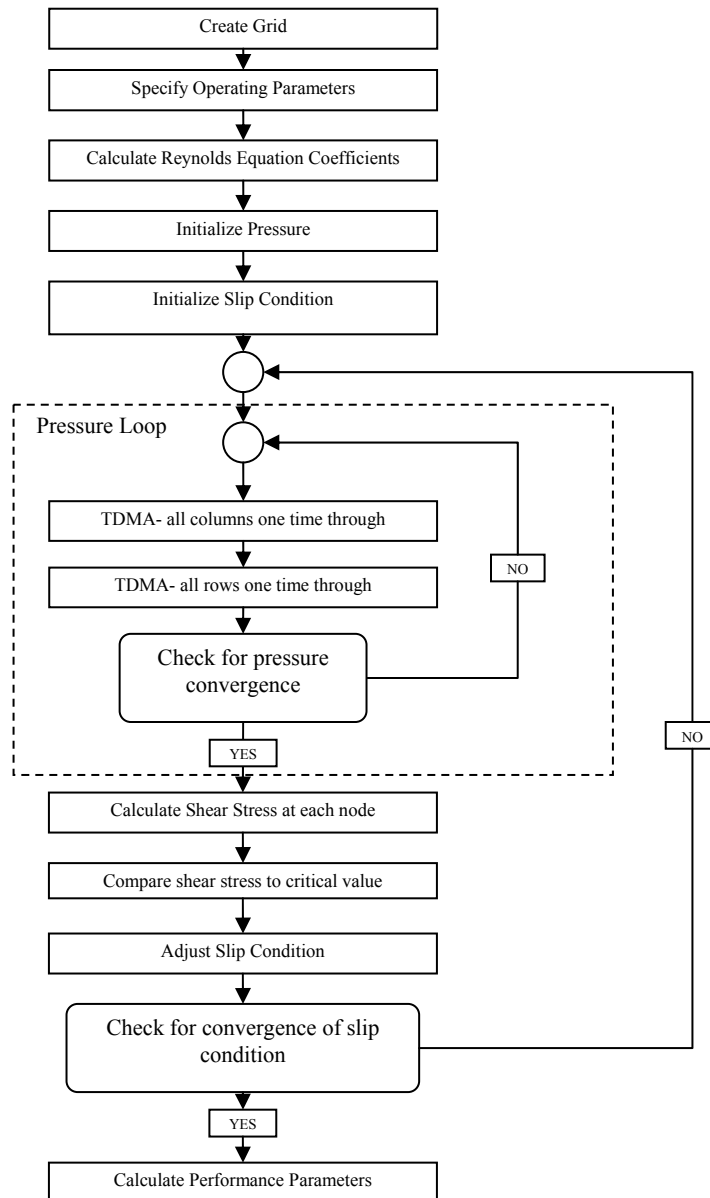 Create Grid
Specify Operating Parameters
Calculate Reynolds Equation Coefficients
Initialize Pressure
Initialize Slip Condition
Pressure Loop
TDMA- all columns one time through
TDMA- all rows one time through
NO
Check for pressure
convergence
YES
NO
Calculate Shear Stress at each node
Compare shear stress to critical value
Adjust Slip Condition
Check for convergence of slip
condition
YES
Calculate Performance Parameters